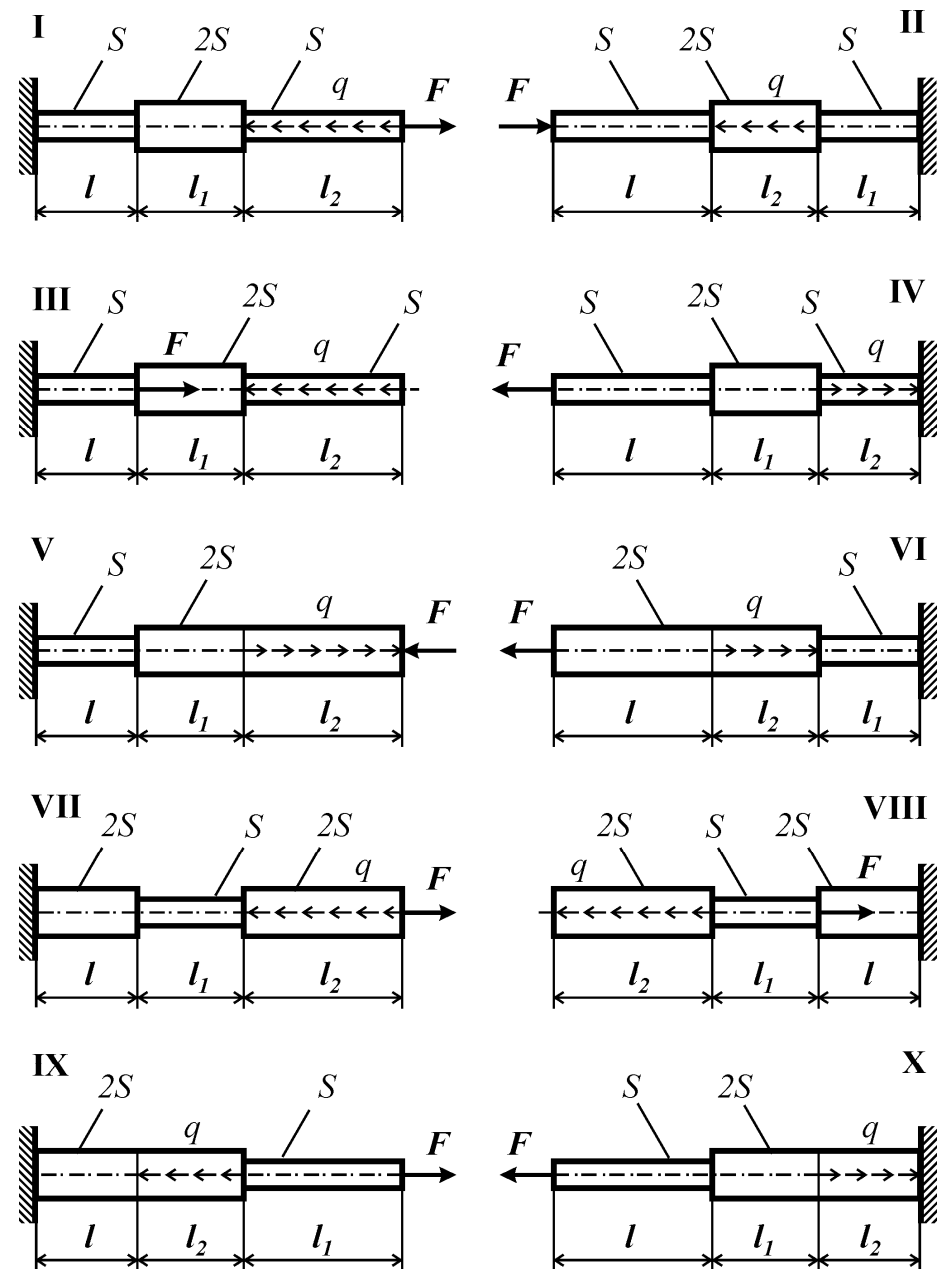 I S 2S S q F
l l1 l2
II F S 2S q S
l l2 l1
III S F 2S q S
l l1 l2
IV F S 2S S q
l l1 l2
V S 2S q F
l l1 l2
VI F 2S q S
l l2 l1
VII 2S S 2S q F
l l1 l2
VIII q 2S S 2S F
l2 l1 l
IX 2S q S F
l l2 l1
X F S 2S q
l l1 l2